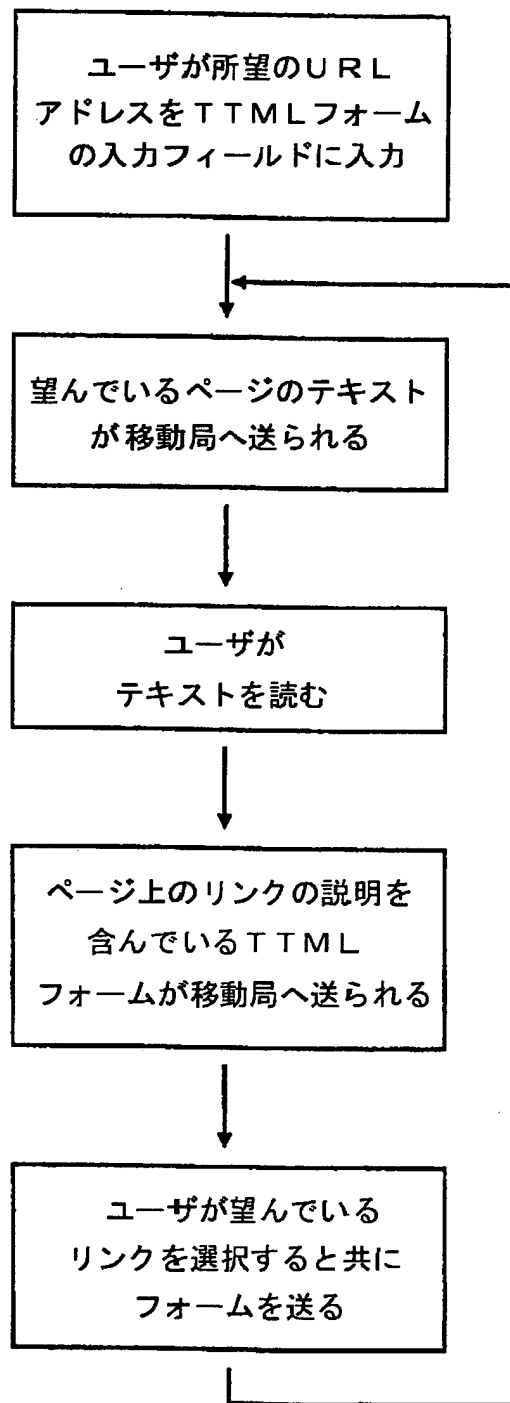 ユーザが所望のＵＲＬ
アドレスをＴＴＭＬフォーム
の入力フィールドに入力
望んでいるページのテキスト
が移動局へ送られる
ユーザが
テキストを読む
ページ上のリンクの説明を
含んでいるＴＴＭＬ
フォームが移動局へ送られる
ユーザが望んでいる
リンクを選択すると共に
フォームを送る